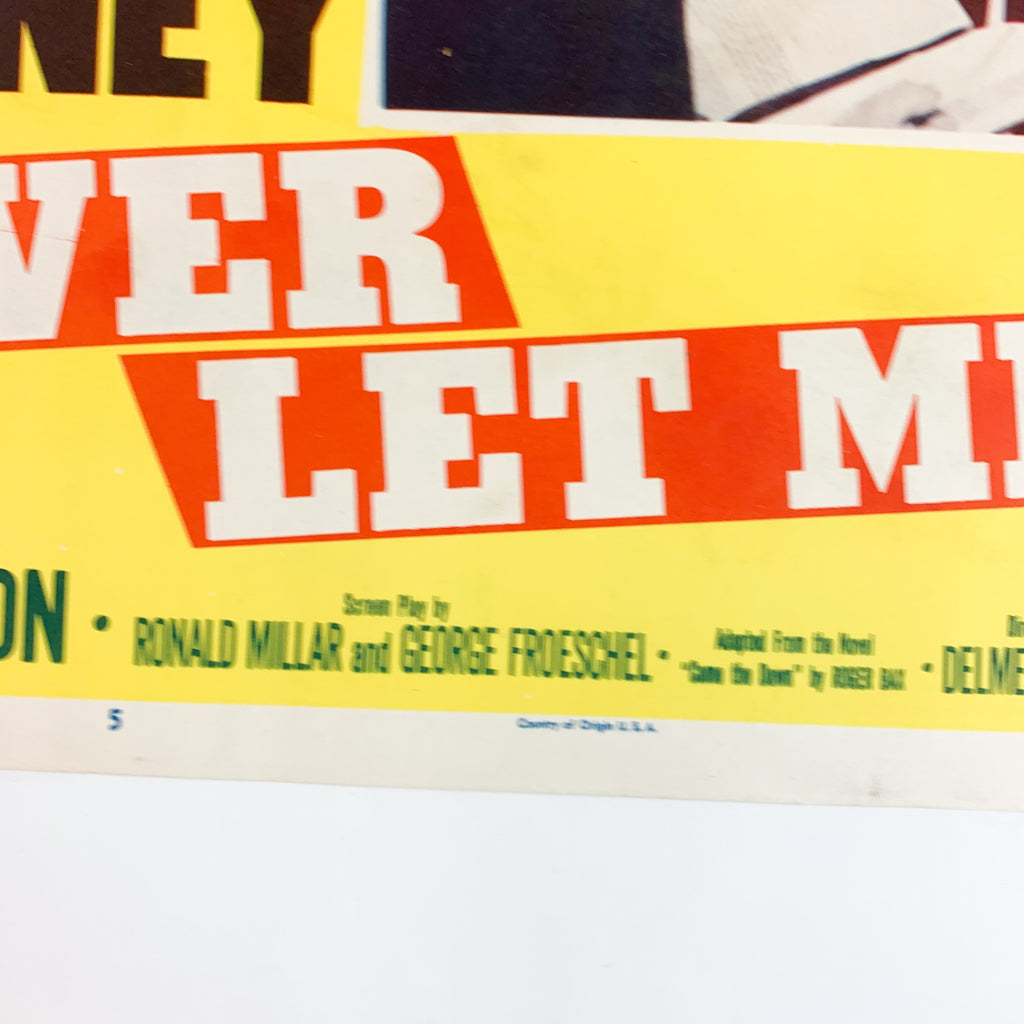 NEY
VER
LET M
ON •
Screen Play by
RONALD MILLAR and GEORGE FROESCHEL •
Adapted From the Novel
"Came the Dawn" by ROGER BAX •
DELME
5
Country of Origin U.S.A.